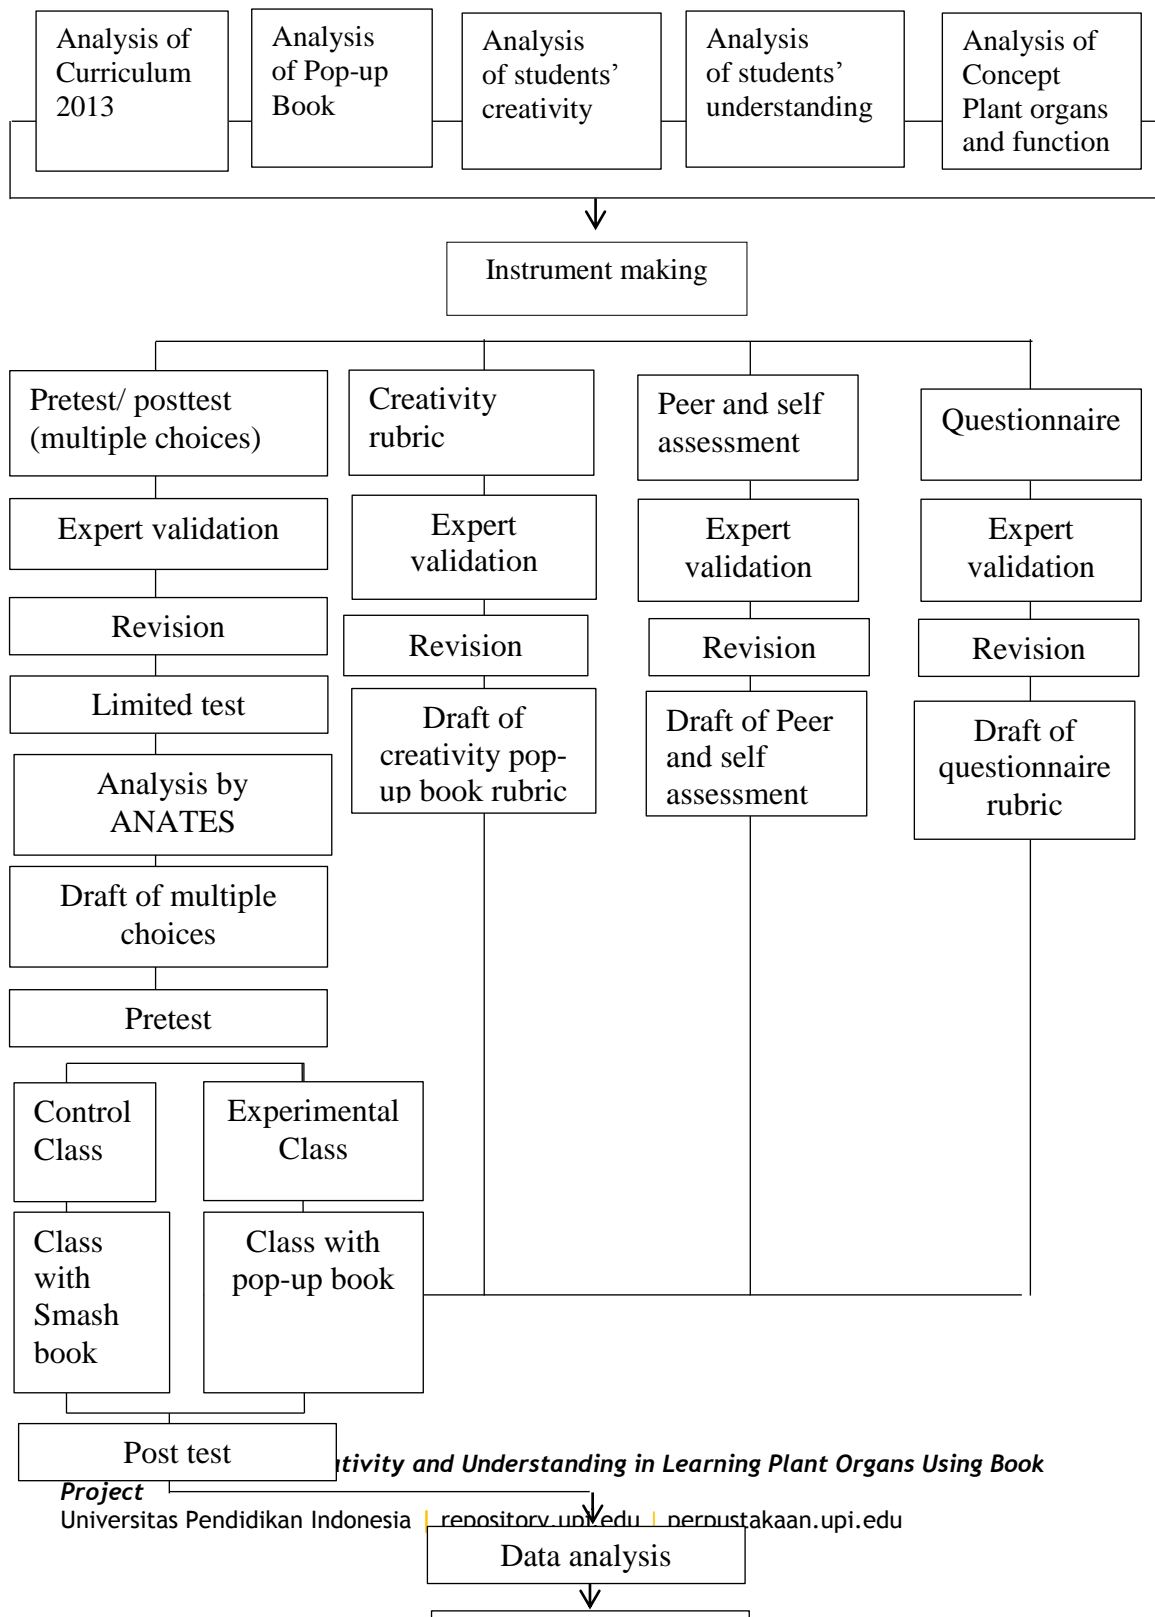 Analysis of
Curriculum
2013
Analysis
of Pop-up
Book
Analysis
of students’
creativity
Analysis
of students’
understanding
Analysis of
Concept
Plant organs
and function
Instrument making
Pretest/ posttest
(multiple choices)
Creativity
rubric
Peer and self
assessment
Questionnaire
Expert validation
Expert
validation
Expert
validation
Expert
validation
Revision
Revision
Revision
Revision
Limited test
Draft of
creativity pop-
up book rubric
Draft of Peer
and self
assessment
Draft of
questionnaire
rubric
Analysis by
ANATES
Draft of multiple
choices
Pretest
Control
Class
Experimental
Class
Class
with
Smash
book
Class with
pop-up book
Post test
and Understanding in Learning Plant Organs Using Book
Project
Universitas Pendidikan Indonesia | repository.upi.edu | perpustakaan.upi.edu
Data analysis